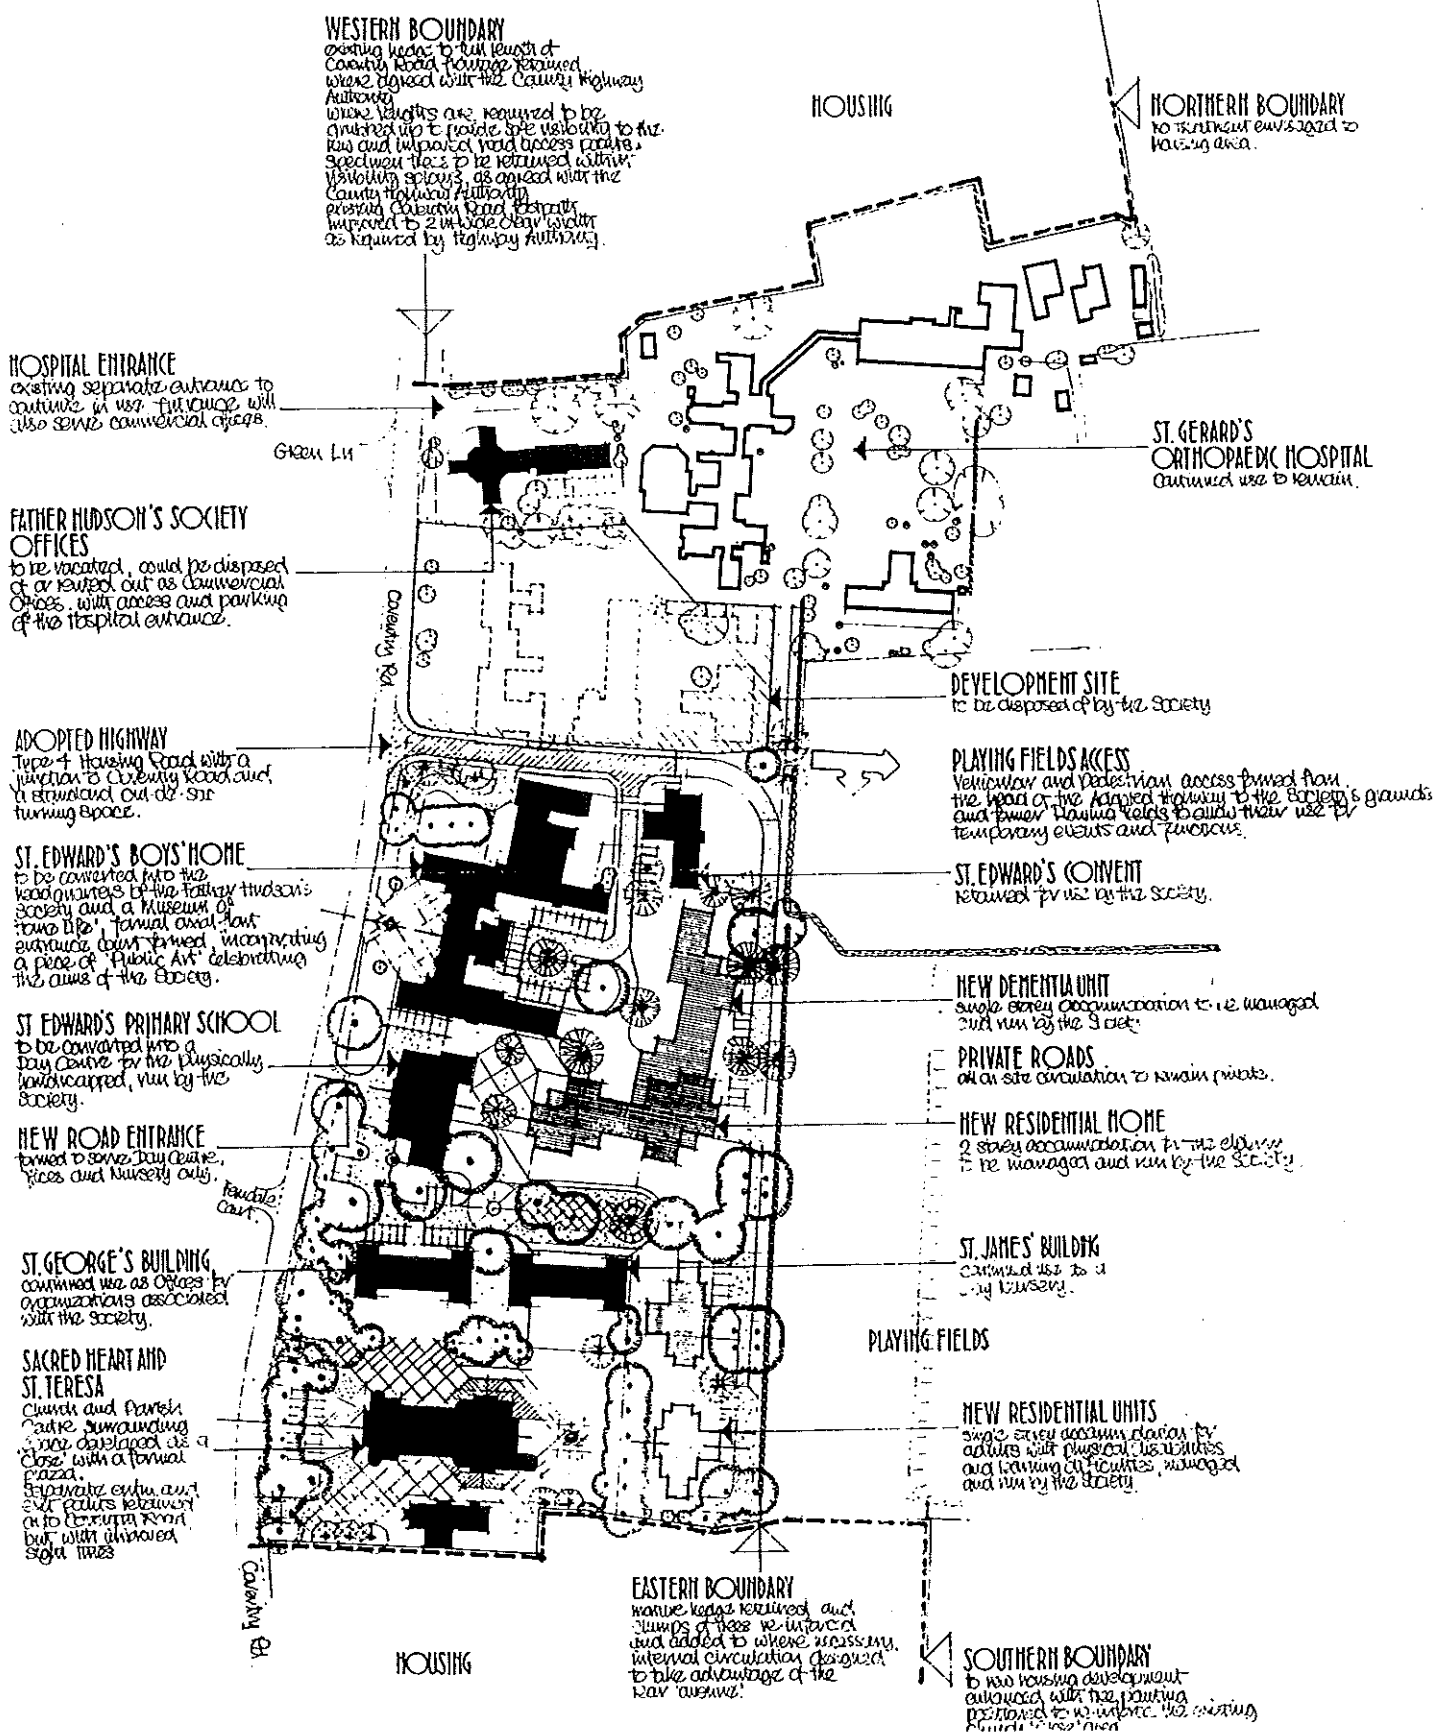 WESTERN BOUNDARY
existing hedge to full length of
Coventry Road frontage retained
where agreed with the County Highway
Authority
where lengths are required to be
grubbed up to provide safe visibility to the
new and improved road access points,
specimen trees to be retained within
visibility splays, as agreed with the
County Highway Authority
existing Coventry Road footpath
improved to 2m wide clear width
as required by Highway Authority.
HOUSING
NORTHERN BOUNDARY
no treatment envisaged to
housing area.
HOSPITAL ENTRANCE
existing separate entrance to
continue in use. Entrance will
also serve commercial offices.
Green Ln
ST. GERARD'S
ORTHOPAEDIC HOSPITAL
Continued use to remain.
FATHER HUDSON'S SOCIETY
OFFICES
to be vacated, could be disposed
of or rented out as Commercial
Offices, with access and parking
of the Hospital entrance.
Coventry Rd.
DEVELOPMENT SITE
to be disposed of by the Society
ADOPTED HIGHWAY
Type 4 Housing Road with a
junction to Coventry Road and
a standard cul-de-sac
turning space.
PLAYING FIELDS ACCESS
Vehicular and pedestrian access formed from
the head of the Adopted Highway to the Society's grounds
and former Playing Fields to allow their use for
temporary events and functions.
ST. EDWARD'S BOYS' HOME
to be converted into the
headquarters of the Father Hudson's
Society and a Museum of
'Home Life', formal axial front
entrance court formed, incorporating
a piece of 'Public Art' celebrating
the aims of the Society.
ST. EDWARD'S CONVENT
retained for use by the Society.
NEW DEMENTIA UNIT
single storey accommodation to be managed
and run by the Society.
ST EDWARD'S PRIMARY SCHOOL
to be converted into a
Day Centre for the physically
handicapped, run by the
Society.
PRIVATE ROADS
all on site circulation to remain private.
NEW ROAD ENTRANCE
formed to serve Day Centre,
Offices and Nursery only.
NEW RESIDENTIAL HOME
2 storey accommodation for the elderly
to be managed and run by the Society.
Court.
ST. GEORGE'S BUILDING
continued use as Offices for
organizations associated
with the Society.
ST. JAMES' BUILDNG
continued use as a
Day Nursery.
PLAYING FIELDS
SACRED HEART AND
ST. TERESA
Church and Parish
Centre surrounding
space developed as a
'Close' with a formal
plaza.
Separate entry and
exit points retained
on to Coventry Road
but with improved
sight lines
NEW RESIDENTIAL UNITS
single storey accommodation for
adults with physical disabilities
and learning difficulties, managed
and run by the Society
Coventry Rd.
HOUSING
EASTERN BOUNDARY
hedge retained and
clumps of trees re-inforced
and added to where necessary.
internal circulation designed
to take advantage of the
rear 'avenue'.
SOUTHERN BOUNDARY
to new housing development
enhanced with tree planting
positioned to re-inforce the existing